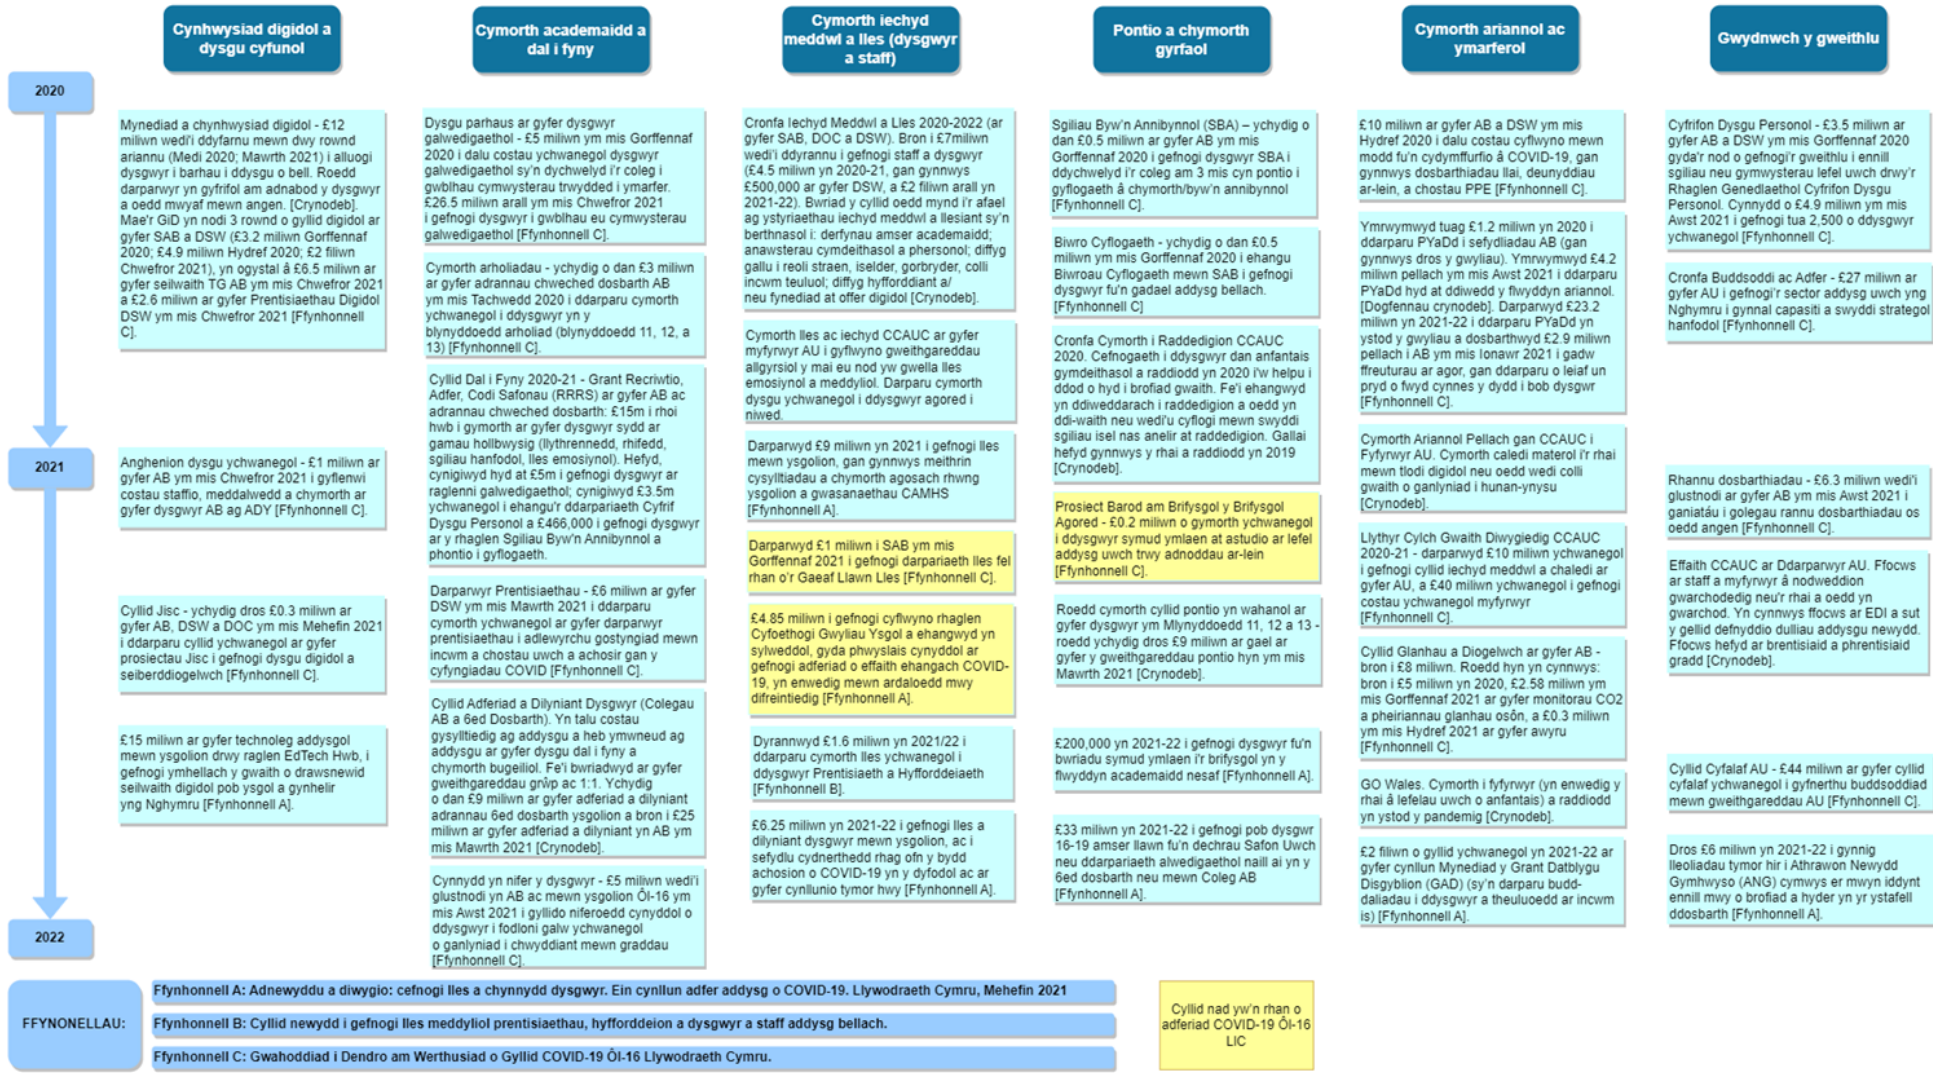 Cynhwysiad digidol a
dysgu cyfunol
Cymorth academaidd a
dal i fyny
Cymorth iechyd
meddwl a lles (dysgwyr
a staff)
Pontio a chymorth
gyrfaol
Cymorth ariannol ac
ymarferol
Gwydnwch y gweithlu
2020
Mynediad a chynhwysiad digidol - £12
miliwn wedi'i ddyfarnu mewn dwy rownd
ariannu (Medi 2020; Mawrth 2021) i alluogi
dysgwyr i barhau i ddysgu o bell. Roedd
darparwyr yn gyfrifol am adnabod y dysgwyr
a oedd mwyaf mewn angen. [Crynodeb].
Mae'r GiD yn nodi 3 rownd o gyllid digidol ar
gyfer SAB a DSW (£3.2 miliwn Gorffennaf
2020; £4.9 miliwn Hydref 2020; £2 filiwn
Chwefror 2021), yn ogystal â £6.5 miliwn ar
gyfer seilwaith TG AB ym mis Chwefror 2021
a £2.6 miliwn ar gyfer Prentisiaethau Digidol
DSW ym mis Chwefror 2021 [Ffynhonnell
C].
2021
Anghenion dysgu ychwanegol - £1 miliwn ar
gyfer AB ym mis Chwefror 2021 i gyflenwi
costau staffio, meddalwedd a chymorth ar
gyfer dysgwyr AB ag ADY [Ffynhonnell C].
Cyllid Jisc - ychydig dros £0.3 miliwn ar
gyfer AB, DSW a DOC ym mis Mehefin 2021
i ddarparu cyllid ychwanegol ar gyfer
prosiectau Jisc i gefnogi dysgu digidol a
seiberddiogelwch [Ffynhonnell C].
£15 miliwn ar gyfer technoleg addysgol
mewn ysgolion drwy raglen EdTech Hwb, i
gefnogi ymhellach y gwaith o drawsnewid
seilwaith digidol pob ysgol a gynhelir
yng Nghymru [Ffynhonnell A].
2022
Dysgu parhaus ar gyfer dysgwyr
galwedigaethol - £5 miliwn ym mis Gorffennaf
2020 i dalu costau ychwanegol dysgwyr
galwedigaethol sy'n dychwelyd i'r coleg i
gwblhau cymwysterau trwydded i ymarfer.
£26.5 miliwn arall ym mis Chwefror 2021
i gefnogi dysgwyr i gwblhau eu cymwysterau
galwedigaethol [Ffynhonnell C].
Cymorth arholiadau - ychydig o dan £3 miliwn
ar gyfer adrannau chweched dosbarth AB
ym mis Tachwedd 2020 i ddarparu cymorth
ychwanegol i ddysgwyr yn y
blynyddoedd arholiad (blynyddoedd 11, 12, a
13) [Ffynhonnell C].
Cyllid Dal i Fyny 2020-21 - Grant Recriwtio,
Adfer, Codi Safonau (RRRS) ar gyfer AB ac
adrannau chweched dosbarth: £15m i rhoi
hwb i gymorth ar gyfer dysgwyr sydd ar
gamau hollbwysig (llythrennedd, rhifedd,
sgiliau hanfodol, lles emosiynol). Hefyd,
cynigiwyd hyd at £5m i gefnogi dysgwyr ar
raglenni galwedigaethol; cynigiwyd £3.5m
ychwanegol i ehangu'r ddarpariaeth Cyfrif
Dysgu Personol a £466,000 i gefnogi dysgwyr
ar y rhaglen Sgiliau Byw'n Annibynnol a
phontio i gyflogaeth.
Darparwyr Prentisiaethau - £6 miliwn ar gyfer
DSW ym mis Mawrth 2021 i ddarparu
cymorth ychwanegol ar gyfer darparwyr
prentisiaethau i adlewyrchu gostyngiad mewn
incwm a chostau uwch a achosir gan y
cyfyngiadau COVID [Ffynhonnell C].
Cyllid Adferiad a Dilyniant Dysgwyr (Colegau
AB a 6ed Dosbarth). Yn talu costau
gysylltiedig ag addysgu a heb ymwneud ag
addysgu ar gyfer dysgu dal i fyny a
chymorth bugeiliol. Fe'i bwriadwyd ar gyfer
gweithgareddau grŵp ac 1:1. Ychydig
o dan £9 miliwn ar gyfer adferiad a dilyniant
adrannau 6ed dosbarth ysgolion a bron i £25
miliwn ar gyfer adferiad a dilyniant yn AB ym
mis Mawrth 2021 [Crynodeb].
Cynnydd yn nifer y dysgwyr - £5 miliwn wedi'i
glustnodi yn AB ac mewn ysgolion Ôl-16 ym
mis Awst 2021 i gyllido niferoedd cynyddol o
ddysgwyr i fodloni galw ychwanegol
o ganlyniad i chwyddiant mewn graddau
[Ffynhonnell C].
Cronfa Iechyd Meddwl a Lles 2020-2022 (ar
gyfer SAB, DOC a DSW). Bron i £7miliwn
wedi'i ddyrannu i gefnogi staff a dysgwyr
(£4.5 miliwn yn 2020-21, gan gynnwys
£500,000 ar gyfer DSW, a £2 filiwn arall yn
2021-22). Bwriad y cyllid oedd mynd i'r afael
ag ystyriaethau iechyd meddwl a llesiant sy'n
berthnasol i: derfynau amser academaidd;
anawsterau cymdeithasol a phersonol; diffyg
gallu i reoli straen, iselder, gorbryder, colli
incwm teuluol; diffyg hyfforddiant a/
neu fynediad at offer digidol [Crynodeb].
Cymorth lles ac iechyd CCAUC ar gyfer
myfyrwyr AU i gyflwyno gweithgareddau
allgyrsiol y mai eu nod yw gwella lles
emosiynol a meddyliol. Darparu cymorth
dysgu ychwanegol i ddysgwyr agored i
niwed.
Darparwyd £9 miliwn yn 2021 i gefnogi lles
mewn ysgolion, gan gynnwys meithrin
cysylltiadau a chymorth agosach rhwng
ysgolion a gwasanaethau CAMHS
[Ffynhonnell A].
Darparwyd £1 miliwn i SAB ym mis
Gorffennaf 2021 i gefnogi darpariaeth lles fel
rhan o'r Gaeaf Llawn Lles [Ffynhonnell C].
£4.85 miliwn i gefnogi cyflwyno rhaglen
Cyfoethogi Gwyliau Ysgol a ehangwyd yn
sylweddol, gyda phwyslais cynyddol ar
gefnogi adferiad o effaith ehangach COVID-
19, yn enwedig mewn ardaloedd mwy
difreintiedig [Ffynhonnell A].
Dyrannwyd £1.6 miliwn yn 2021/22 i
ddarparu cymorth lles ychwanegol i
ddysgwyr Prentisiaeth a Hyfforddeiaeth
[Ffynhonnell B].
£6.25 miliwn yn 2021-22 i gefnogi lles a
dilyniant dysgwyr mewn ysgolion, ac i
sefydlu cydnerthedd rhag ofn y bydd
achosion o COVID-19 yn y dyfodol ac ar
gyfer cynllunio tymor hwy [Ffynhonnell A].
Sgiliau Byw'n Annibynnol (SBA) – ychydig o
dan £0.5 miliwn ar gyfer AB ym mis
Gorffennaf 2020 i gefnogi dysgwyr SBA i
ddychwelyd i'r coleg am 3 mis cyn pontio i
gyflogaeth â chymorth/byw'n annibynnol
[Ffynhonnell C].
Biwro Cyflogaeth - ychydig o dan £0.5
miliwn ym mis Gorffennaf 2020 i ehangu
Biwroau Cyflogaeth mewn SAB i gefnogi
dysgwyr fu'n gadael addysg bellach.
[Ffynhonnell C]
Cronfa Cymorth i Raddedigion CCAUC
2020. Cefnogaeth i ddysgwyr dan anfantais
gymdeithasol a raddiodd yn 2020 i'w helpu i
ddod o hyd i brofiad gwaith. Fe'i ehangwyd
yn ddiweddarach i raddedigion a oedd yn
ddi-waith neu wedi'u cyflogi mewn swyddi
sgiliau isel nas anelir at raddedigion. Gallai
hefyd gynnwys y rhai a raddiodd yn 2019
[Crynodeb].
Prosiect Barod am Brifysgol y Brifysgol
Agored - £0.2 miliwn o gymorth ychwanegol
i ddysgwyr symud ymlaen at astudio ar lefel
addysg uwch trwy adnoddau ar-lein
[Ffynhonnell C].
Roedd cymorth cyllid pontio yn wahanol ar
gyfer dysgwyr ym Mlynyddoedd 11, 12 a 13 -
roedd ychydig dros £9 miliwn ar gael ar
gyfer y gweithgareddau pontio hyn ym mis
Mawrth 2021 [Crynodeb].
£200,000 yn 2021-22 i gefnogi dysgwyr fu'n
bwriadu symud ymlaen i'r brifysgol yn y
flwyddyn academaidd nesaf [Ffynhonnell A].
£33 miliwn yn 2021-22 i gefnogi pob dysgwr
16-19 amser llawn fu'n dechrau Safon Uwch
neu ddarpariaeth alwedigaethol naill ai yn y
6ed dosbarth neu mewn Coleg AB
[Ffynhonnell A].
£10 miliwn ar gyfer AB a DSW ym mis
Hydref 2020 i dalu costau cyflwyno mewn
modd fu'n cydymffurfio â COVID-19, gan
gynnwys dosbarthiadau llai, deunyddiau
ar-lein, a chostau PPE [Ffynhonnell C].
Ymrwymwyd tuag £1.2 miliwn yn 2020 i
ddarparu PYaDd i sefydliadau AB (gan
gynnwys dros y gwyliau). Ymrwymwyd £4.2
miliwn pellach ym mis Awst 2021 i ddarparu
PYaDd hyd at ddiwedd y flwyddyn ariannol.
[Dogfennau crynodeb]. Darparwyd £23.2
miliwn yn 2021-22 i ddarparu PYaDd yn
ystod y gwyliau a dosbarthwyd £2.9 miliwn
pellach i AB ym mis Ionawr 2021 i gadw
ffreuturau ar agor, gan ddarparu o leiaf un
pryd o fwyd cynnes y dydd i bob dysgwr
[Ffynhonnell C].
Cymorth Ariannol Pellach gan CCAUC i
Fyfyrwyr AU. Cymorth caledi materol i'r rhai
mewn tlodi digidol neu oedd wedi colli
gwaith o ganlyniad i hunan-ynysu
[Crynodeb].
Llythyr Cylch Gwaith Diwygiedig CCAUC
2020-21 - darparwyd £10 miliwn ychwanegol
i gefnogi cyllid iechyd meddwl a chaledi ar
gyfer AU, a £40 miliwn ychwanegol i gefnogi
costau ychwanegol myfyrwyr
[Ffynhonnell C].
Cyllid Glanhau a Diogelwch ar gyfer AB -
bron i £8 miliwn. Roedd hyn yn cynnwys:
bron i £5 miliwn yn 2020, £2.58 miliwn ym
mis Gorffennaf 2021 ar gyfer monitorau CO2
a pheiriannau glanhau osôn, a £0.3 miliwn
ym mis Hydref 2021 ar gyfer awyru
[Ffynhonnell C].
GO Wales. Cymorth i fyfyrwyr (yn enwedig y
rhai â lefelau uwch o anfantais) a raddiodd
yn ystod y pandemig [Crynodeb].
£2 filiwn o gyllid ychwanegol yn 2021-22 ar
gyfer cynllun Mynediad y Grant Datblygu
Disgyblion (GAD) (sy'n darparu budd-
daliadau i ddysgwyr a theuluoedd ar incwm
is) [Ffynhonnell A].
Cyfrifon Dysgu Personol - £3.5 miliwn ar
gyfer AB a DSW ym mis Gorffennaf 2020
gyda'r nod o gefnogi'r gweithlu i ennill
sgiliau neu gymwysterau lefel uwch drwy'r
Rhaglen Genedlaethol Cyfrifon Dysgu
Personol. Cynnydd o £4.9 miliwn ym mis
Awst 2021 i gefnogi tua 2,500 o ddysgwyr
ychwanegol [Ffynhonnell C].
Cronfa Buddsoddi ac Adfer - £27 miliwn ar
gyfer AU i gefnogi'r sector addysg uwch yng
Nghymru i gynnal capasiti a swyddi strategol
hanfodol [Ffynhonnell C].
Rhannu dosbarthiadau - £6.3 miliwn wedi'i
glustnodi ar gyfer AB ym mis Awst 2021 i
ganiatáu i golegau rannu dosbarthiadau os
oedd angen [Ffynhonnell C].
Effaith CCAUC ar Ddarparwyr AU. Ffocws
ar staff a myfyrwyr â nodweddion
gwarchodedig neu'r rhai a oedd yn
gwarchod. Yn cynnwys ffocws ar EDI a sut
y gellid defnyddio dulliau addysgu newydd.
Ffocws hefyd ar brentisiaid a phrentisiaid
gradd [Crynodeb].
Cyllid Cyfalaf AU - £44 miliwn ar gyfer cyllid
cyfalaf ychwanegol i gyfnerthu buddsoddiad
mewn gweithgareddau AU [Ffynhonnell C].
Dros £6 miliwn yn 2021-22 i gynnig
lleoliadau tymor hir i Athrawon Newydd
Gymhwyso (ANG) cymwys er mwyn iddynt
ennill mwy o brofiad a hyder yn yr ystafell
ddosbarth [Ffynhonnell A].
FFYNONELLAU:
Ffynhonnell A: Adnewyddu a diwygio: cefnogi lles a chynnydd dysgwyr. Ein cynllun adfer addysg o COVID-19. Llywodraeth Cymru, Mehefin 2021
Ffynhonnell B: Cyllid newydd i gefnogi lles meddyliol prentisiaethau, hyfforddeion a dysgwyr a staff addysg bellach.
Ffynhonnell C: Gwahoddiad i Dendro am Werthusiad o Gyllid COVID-19 Ôl-16 Llywodraeth Cymru.
Cyllid nad yw'n rhan o
adferiad COVID-19 Ôl-16
LlC